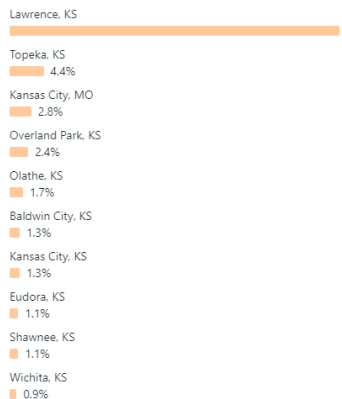 Lawrence, KS
Topeka, KS
4.4%
Kansas City, MO
2.8%
Overland Park, KS
2.4%
Olathe, KS
1.7%
Baldwin City, KS
1.3%
Kansas City, KS
1.3%
Eudora, KS
1.1%
Shawnee, KS
1.1%
Wichita, KS
0.9%